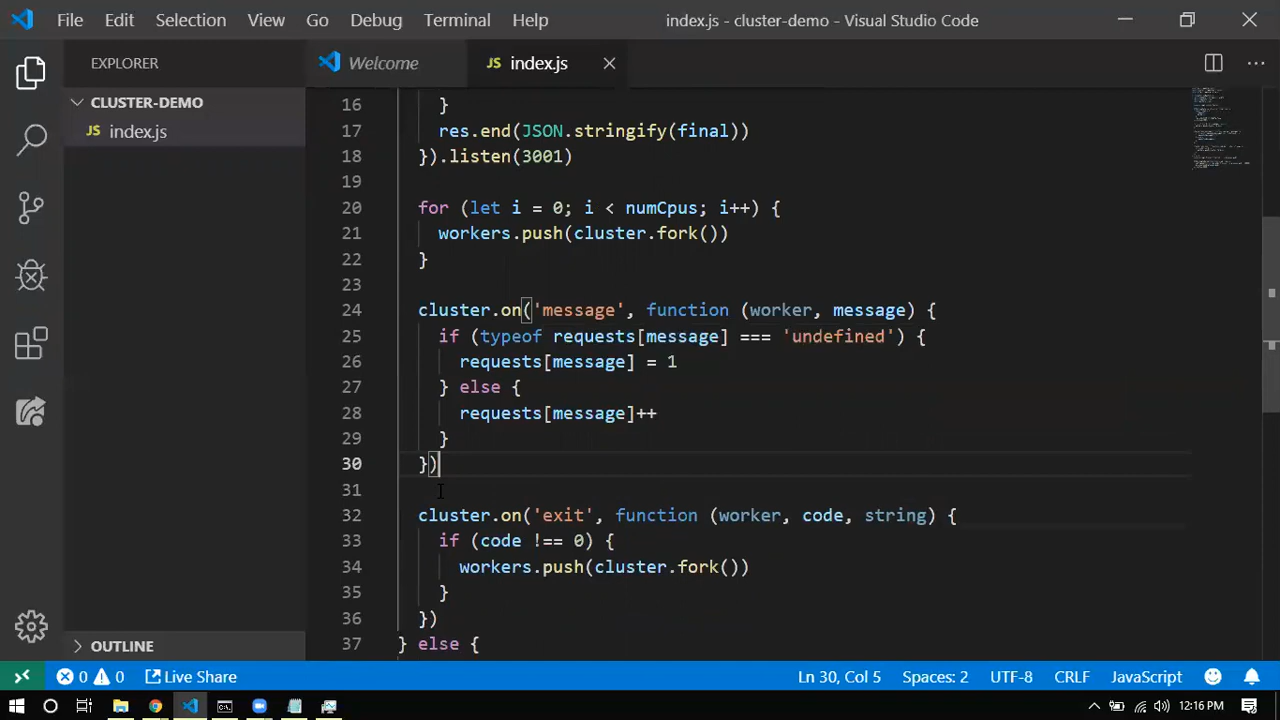 File Edit Selection View Go Debug Terminal Help index.js - cluster-demo - Visual Studio Code
EXPLORER
CLUSTER-DEMO
JS index.js
OUTLINE
Welcome JS index.js
16 }
17 res.end(JSON.stringify(final))
18 }).listen(3001)
19
20 for (let i = 0; i < numCpus; i++) {
21 workers.push(cluster.fork())
22 }
23
24 cluster.on('message', function (worker, message) {
25 if (typeof requests[message] === 'undefined') {
26 requests[message] = 1
27 } else {
28 requests[message]++
29 }
30 })
31
32 cluster.on('exit', function (worker, code, string) {
33 if (code !== 0) {
34 workers.push(cluster.fork())
35 }
36 })
37 } else {
0 0 Live Share Ln 30, Col 5 Spaces: 2 UTF-8 CRLF JavaScript
12:16 PM